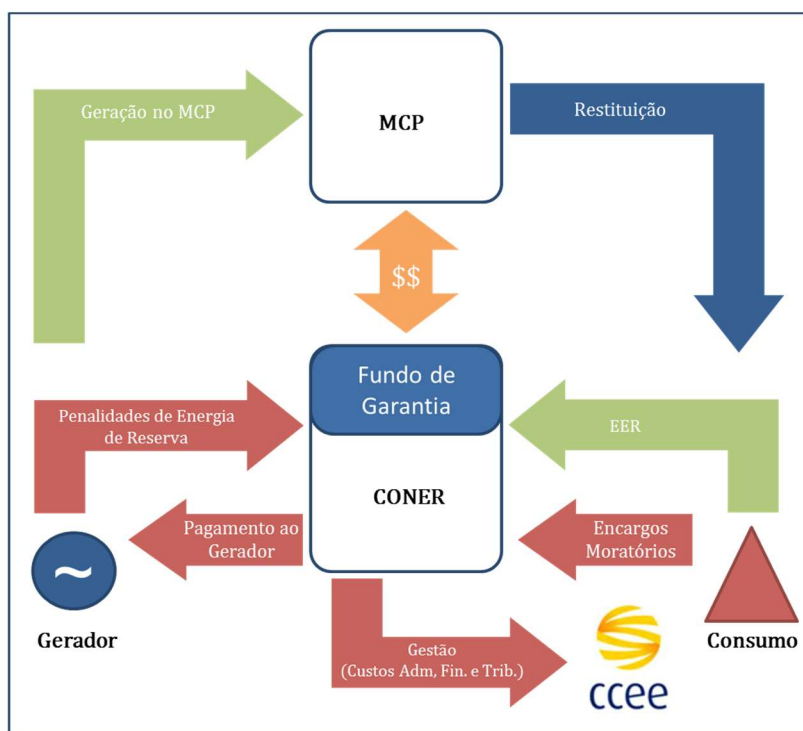 Geração no MCP
MCP
Restituição
$$
Fundo de
Garantia
Penalidades de Energia
de Reserva
EER
CONER
Pagamento ao
Gerador
Encargos
Moratórios
~
Gerador
Gestão
(Custos Adm, Fin. e Trib.)
ccee
Consumo